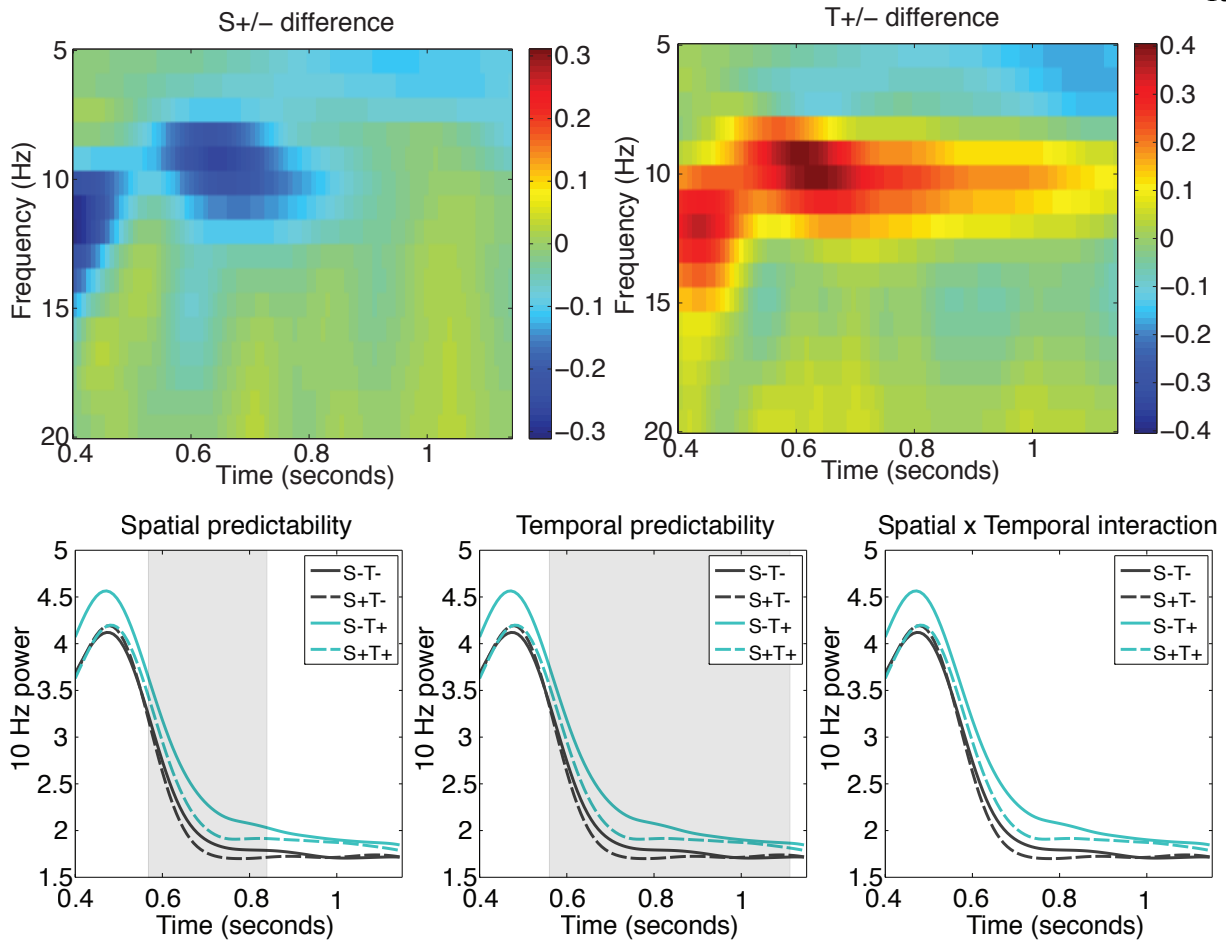 S+/− difference
T+/− difference
Frequency (Hz)
5
10
15
20
0.4
0.6
0.8
1
Time (seconds)
0.3
0.2
0.1
0
−0.1
−0.2
−0.3
Frequency (Hz)
5
10
15
20
0.4
0.6
0.8
1
Time (seconds)
0.4
0.3
0.2
0.1
0
−0.1
−0.2
−0.3
−0.4
Spatial predictability
10 Hz power
5
4.5
4
3.5
3
2.5
2
1.5
0.4
0.6
0.8
1
Time (seconds)
S-T-
S+T-
S-T+
S+T+
Temporal predictability
10 Hz power
5
4.5
4
3.5
3
2.5
2
1.5
0.4
0.6
0.8
1
Time (seconds)
S-T-
S+T-
S-T+
S+T+
Spatial x Temporal interaction
10 Hz power
5
4.5
4
3.5
3
2.5
2
1.5
0.4
0.6
0.8
1
Time (seconds)
S-T-
S+T-
S-T+
S+T+